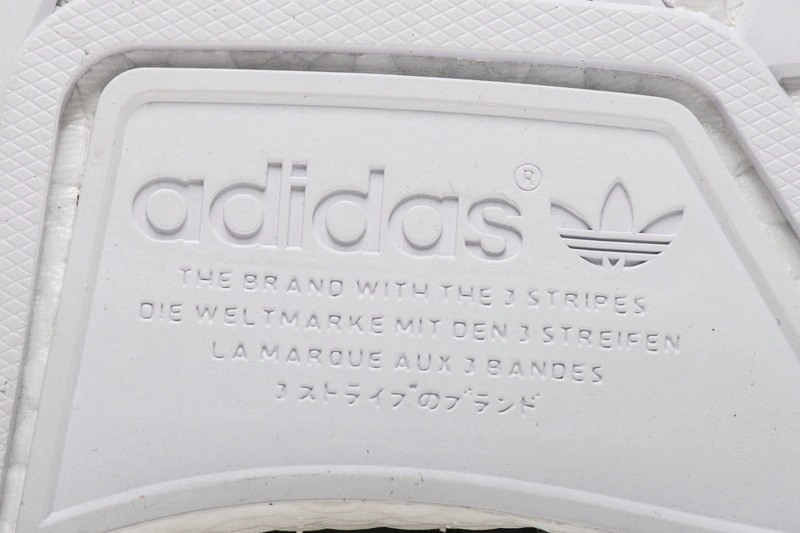 adidas®
THE BRAND WITH THE 3 STRIPES
DIE WELTMARKE MIT DEN 3 STREIFEN
LA MARQUE AUX 3 BANDES
3 ストライプのブランド